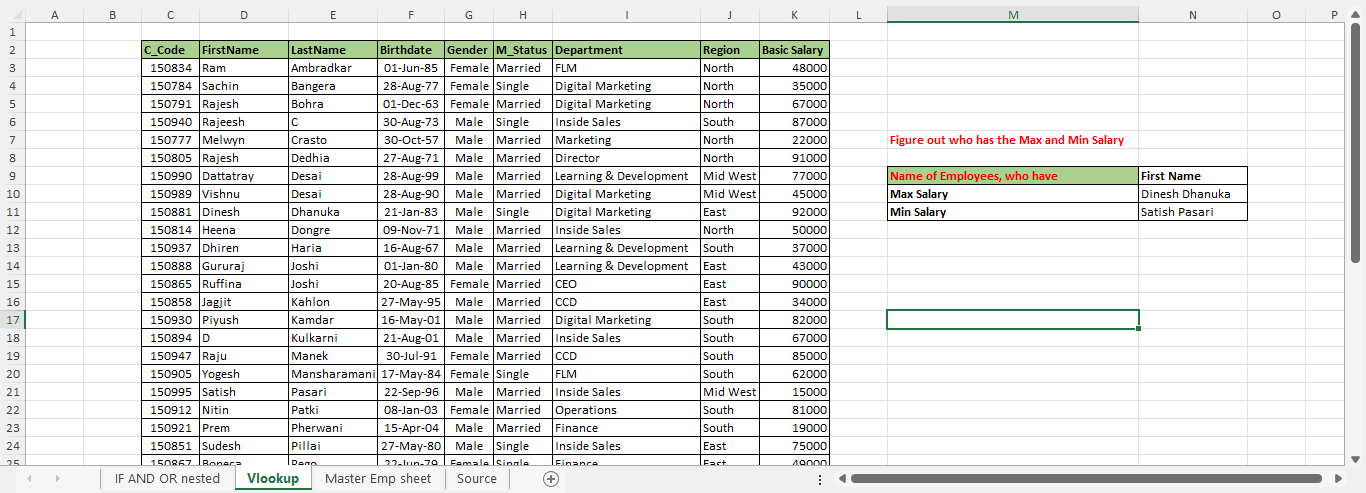 A B C D E F G H I J K L M N O P
1
2 C_Code FirstName LastName Birthdate Gender M_Status Department Region Basic Salary
3 150834 Ram Ambradkar 01-Jun-85 Female Married FLM North 48000
4 150784 Sachin Bangera 28-Aug-77 Female Single Digital Marketing North 35000
5 150791 Rajesh Bohra 01-Dec-63 Female Married Digital Marketing North 67000
6 150940 Rajeesh C 30-Aug-73 Male Single Inside Sales South 87000
7 150777 Melwyn Crasto 30-Oct-57 Male Married Marketing North 22000 Figure out who has the Max and Min Salary
8 150805 Rajesh Dedhia 27-Aug-71 Male Married Director North 91000
9 150990 Dattatray Desai 28-Aug-99 Male Married Learning & Development Mid West 77000 Name of Employees, who have First Name
10 150989 Vishnu Desai 28-Aug-90 Male Married Digital Marketing Mid West 45000 Max Salary Dinesh Dhanuka
11 150881 Dinesh Dhanuka 21-Jan-83 Male Single Digital Marketing East 92000 Min Salary Satish Pasari
12 150814 Heena Dongre 09-Nov-71 Male Married Inside Sales North 50000
13 150937 Dhiren Haria 16-Aug-67 Male Married Learning & Development South 37000
14 150888 Gururaj Joshi 01-Jan-80 Male Married Learning & Development East 43000
15 150865 Ruffina Joshi 20-Aug-85 Female Married CEO East 90000
16 150858 Jagjit Kahlon 27-May-95 Male Married CCD East 34000
17 150930 Piyush Kamdar 16-May-01 Male Married Digital Marketing South 82000
18 150894 D Kulkarni 21-Aug-01 Male Married Inside Sales South 67000
19 150947 Raju Manek 30-Jul-91 Female Married CCD South 85000
20 150905 Yogesh Mansharamani 17-May-84 Female Single FLM South 62000
21 150995 Satish Pasari 22-Sep-96 Male Married Inside Sales Mid West 15000
22 150912 Nitin Patki 08-Jan-03 Female Married Operations South 81000
23 150921 Prem Pherwani 15-Apr-04 Male Married Finance South 19000
24 150851 Sudesh Pillai 27-May-80 Male Single Inside Sales East 75000
25 150867 Boneca Rego 22-Jun-79 Female Single Finance East 49000
IF AND OR nested Vlookup Master Emp sheet Source